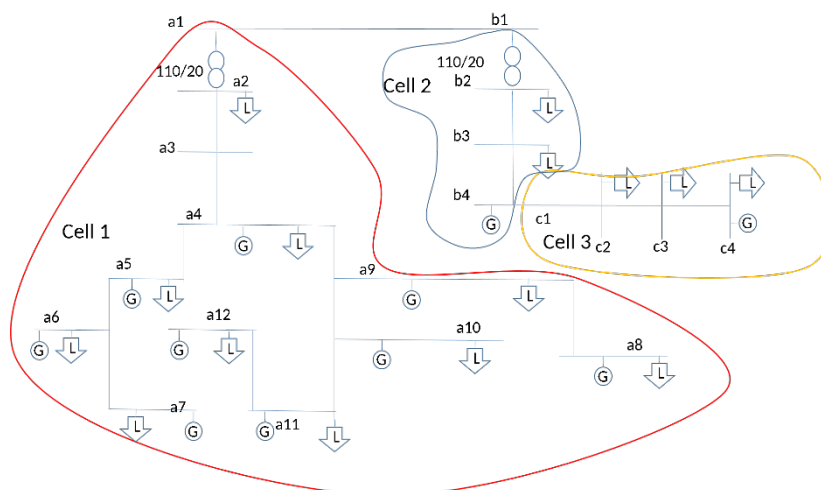 a1 b1
110/20 a2 110/20
Cell 2 b2
L L
a3 b3
L
L L L
b4
a4 G c1 G
Cell 1 G L Cell 3 c2 c3 c4
a5 a9
G L G L
a6 a12 a10
G L G L G L a8
G L
a7
L G G a11 L